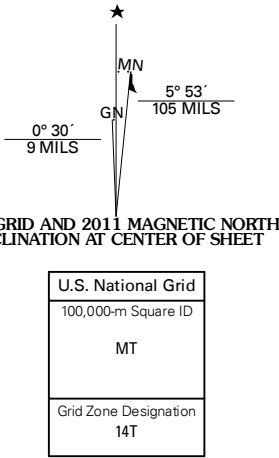 MN
GN
5° 53´
105 MILS
0° 30´
9 MILS
GRID AND 2011 MAGNETIC NORTH
CLINATION AT CENTER OF SHEET
U.S. National Grid
100,000-m Square ID
MT
Grid Zone Designation
14T